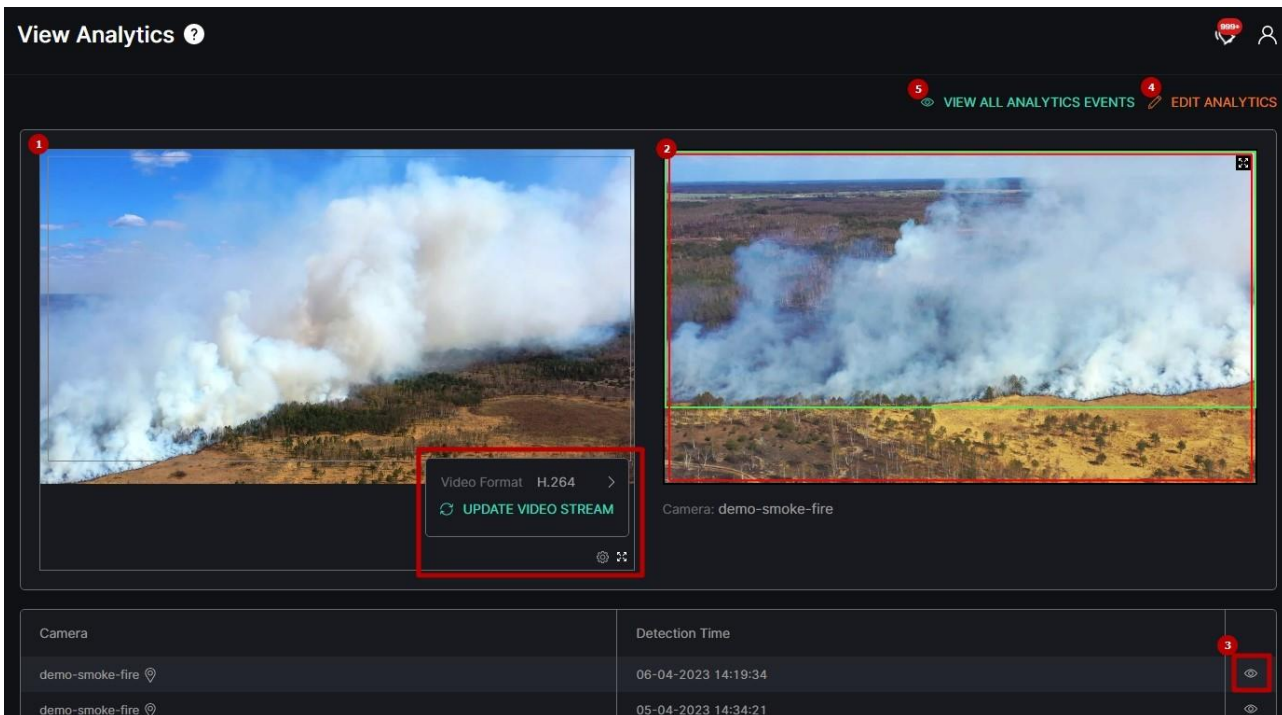 View Analytics ?
999+
5 VIEW ALL ANALYTICS EVENTS 4 EDIT ANALYTICS
1
2
Video Format H.264
UPDATE VIDEO STREAM
Camera: demo-smoke-fire
Camera Detection Time
3
demo-smoke-fire 06-04-2023 14:19:34
demo-smoke-fire 05-04-2023 14:34:21